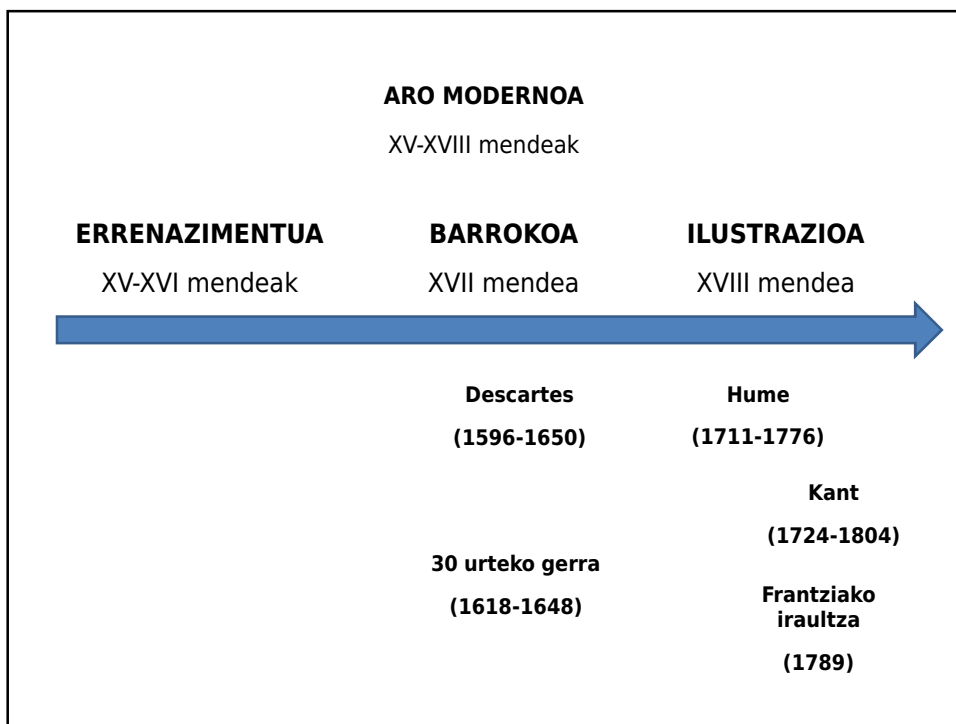 ARO MODERNOA
XV-XVIII mendeak
ERRENAZIMENTUA
XV-XVI mendeak
BARROKOA
XVII mendea
ILUSTRAZIOA
XVIII mendea
Descartes
(1596-1650)
Hume
(1711-1776)
Kant
(1724-1804)
30 urteko gerra
(1618-1648)
Frantziako
iraultza
(1789)